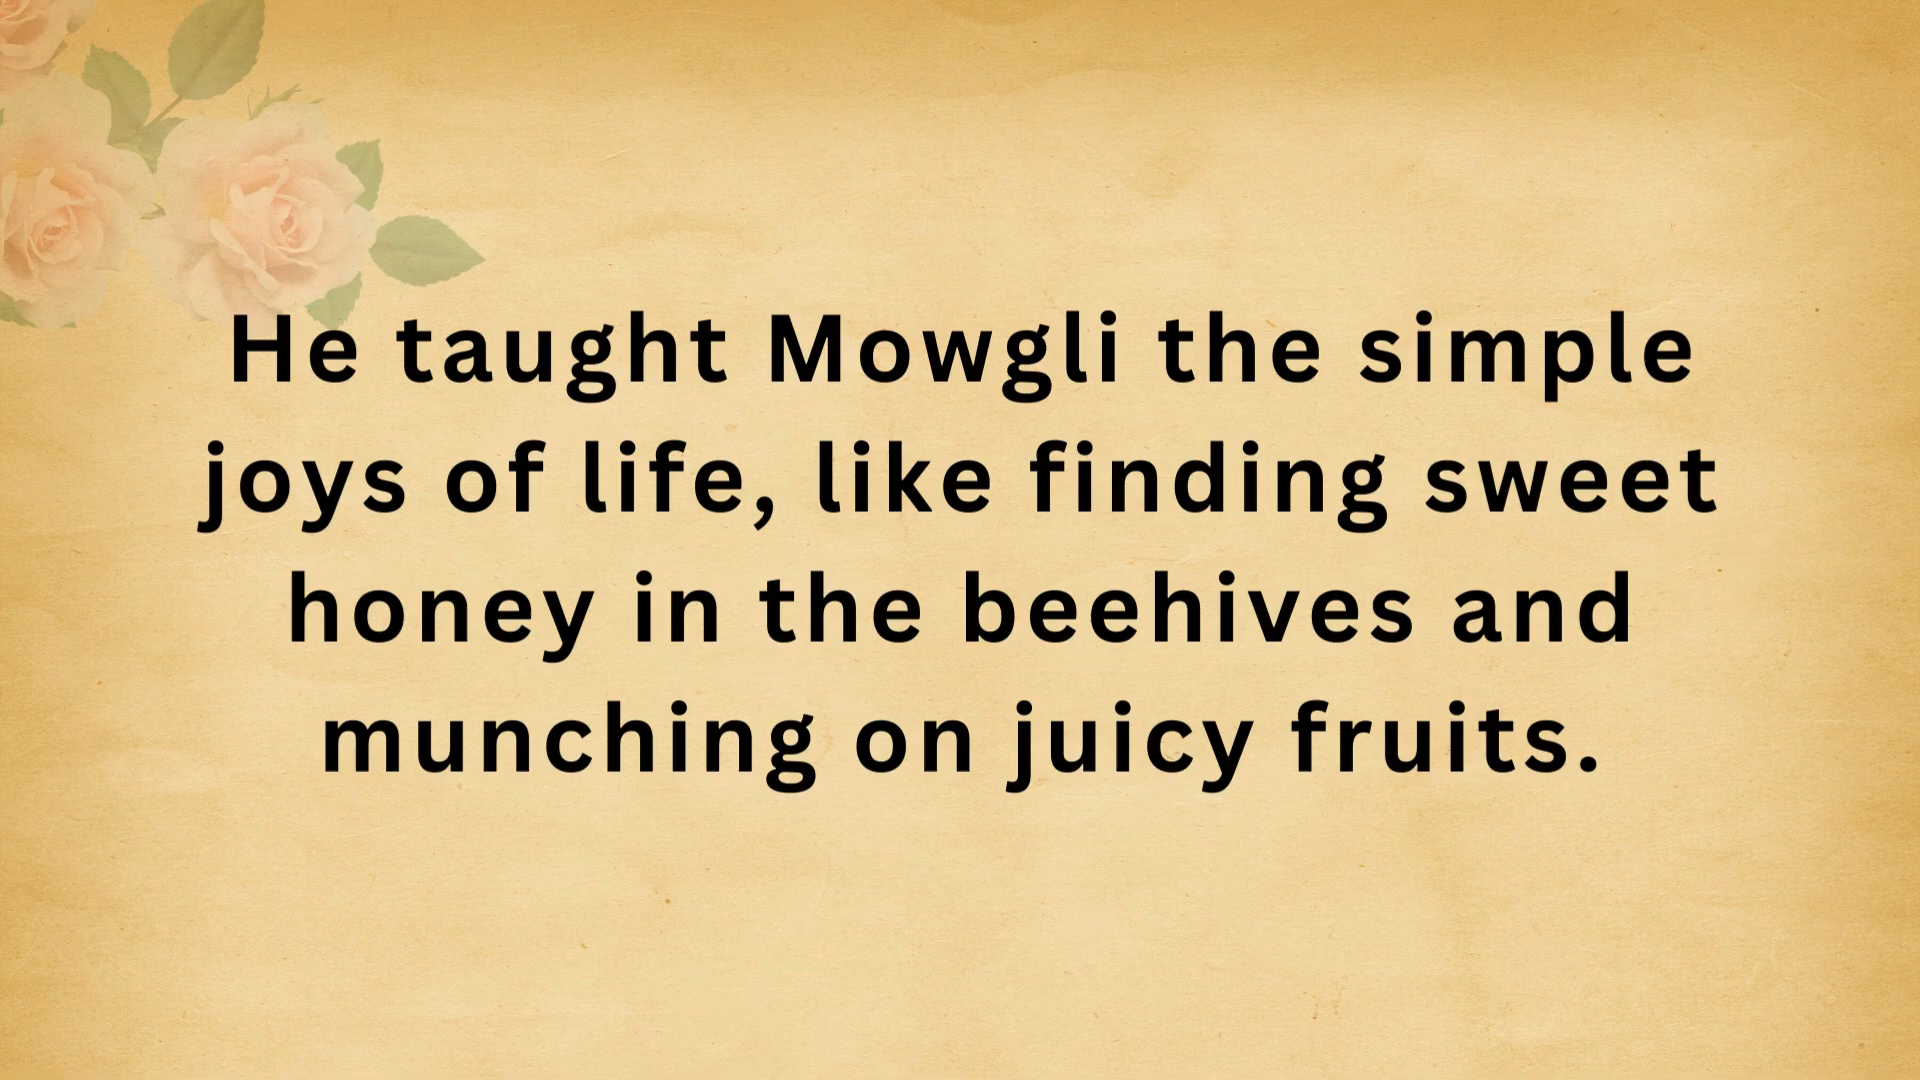 He taught Mowgli the simple
joys of life, like finding sweet
honey in the beehives and
munching on juicy fruits.